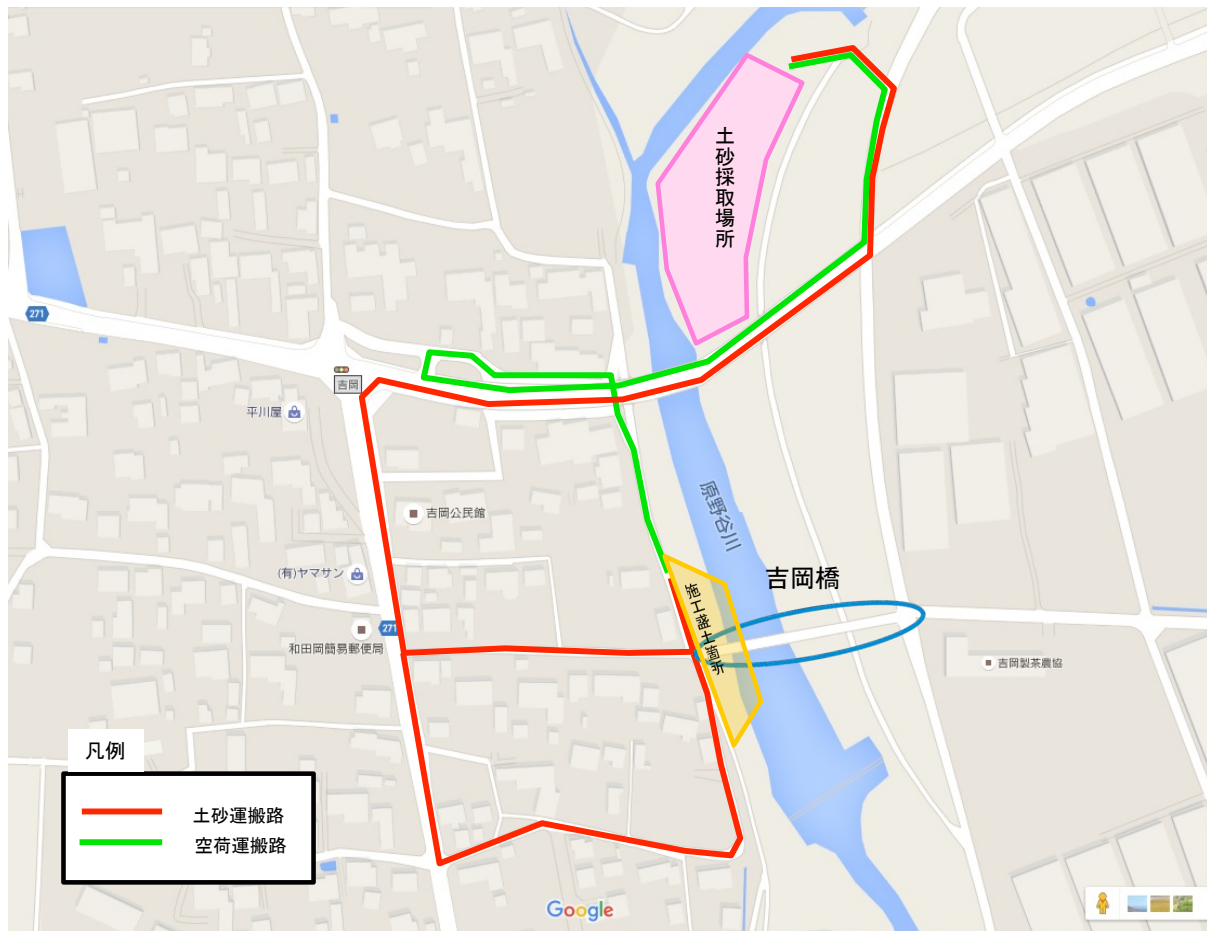 土砂採取場所
271
吉岡
平川屋
吉岡公民館
原野谷川
(有)ヤマサン
吉岡橋
施工盛土箇所
271
和田岡簡易郵便局
吉岡製茶農協
凡例
土砂運搬路
空荷運搬路
Google